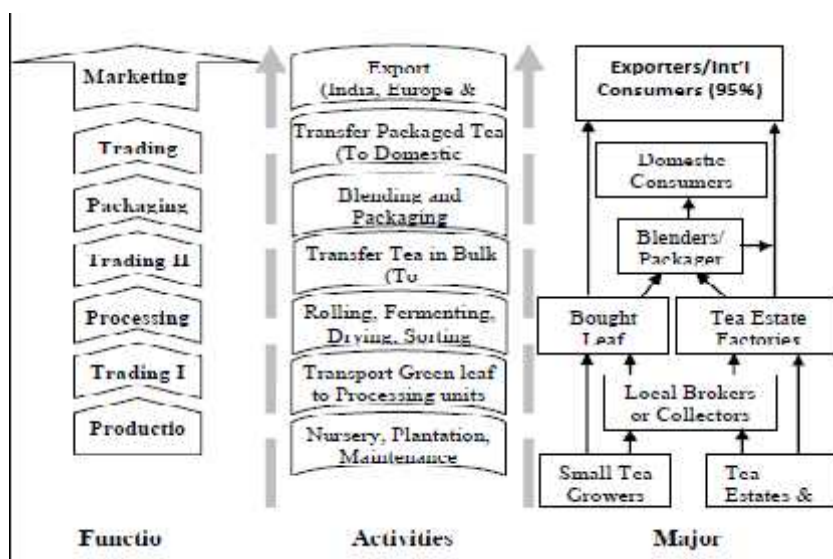 Marketing
Trading
Packaging
Trading II
Processing
Trading I
Productio
Functio
Export
(India, Europe &
Transfer Packaged Tea
(To Domestic
Blending and
Packaging
Transfer Tea in Bulk
(To
Rolling, Fermenting,
Drying, Sorting
Transport Green leaf
to Processing units
Nursery, Plantation,
Maintenance
Activities
Exporters/Int'l
Consumers (95%)
Domestic
Consumers
Blenders/
Packager
Bought
Leaf
Tea Estate
Factories
Local Brokers
or Collectors
Small Tea
Growers
Tea
Estates &
Major